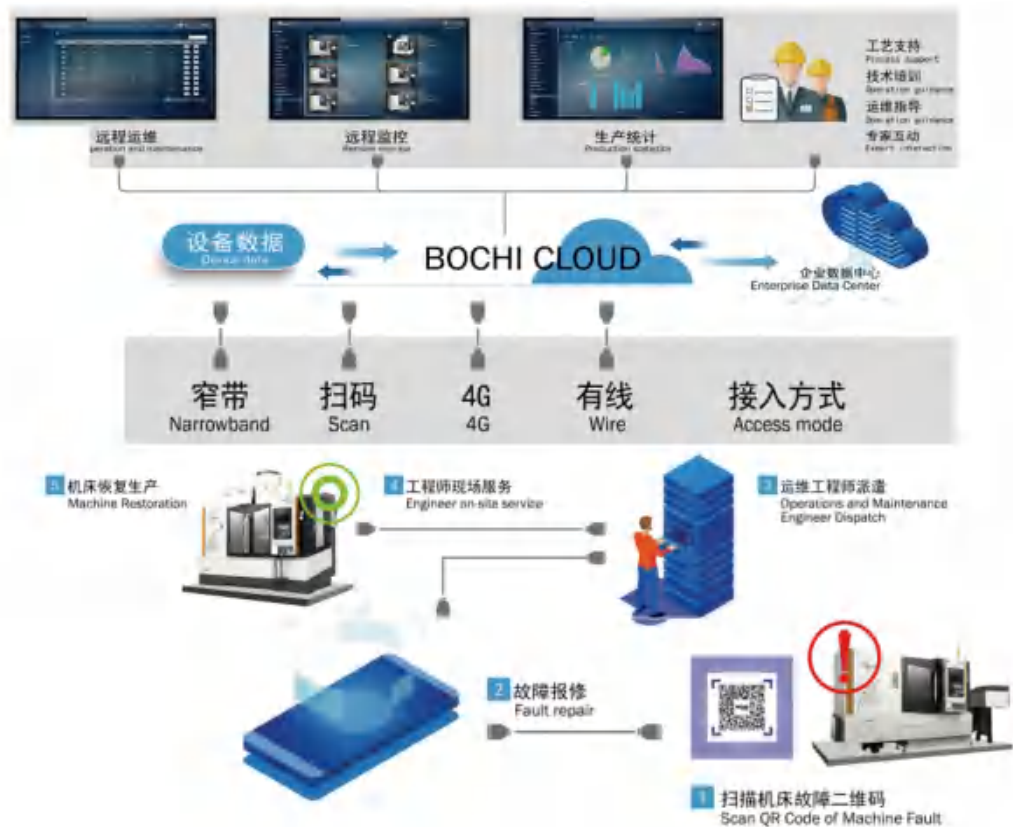 工艺支持
Process support
技术培训
Operation guidance
运维指导
Operation guidance
专家互动
Expert interaction
远程运维
peration and maintenance
远程监控
生产统计
Production statistics
设备数据
Device data
BOCHI CLOUD
企业数据中心
Enterprise Data Center
窄带
Narrowband
扫码
Scan
4G
4G
有线
Wire
接入方式
Access mode
5 机床恢复生产
Machine Restoration
4 工程师现场服务
Engineer on-site service
3 运维工程师派遣
Operations and Maintenance
Engineer Dispatch
2 故障报修
Fault repair
1 扫描机床故障二维码
Scan QR Code of Machine Fault